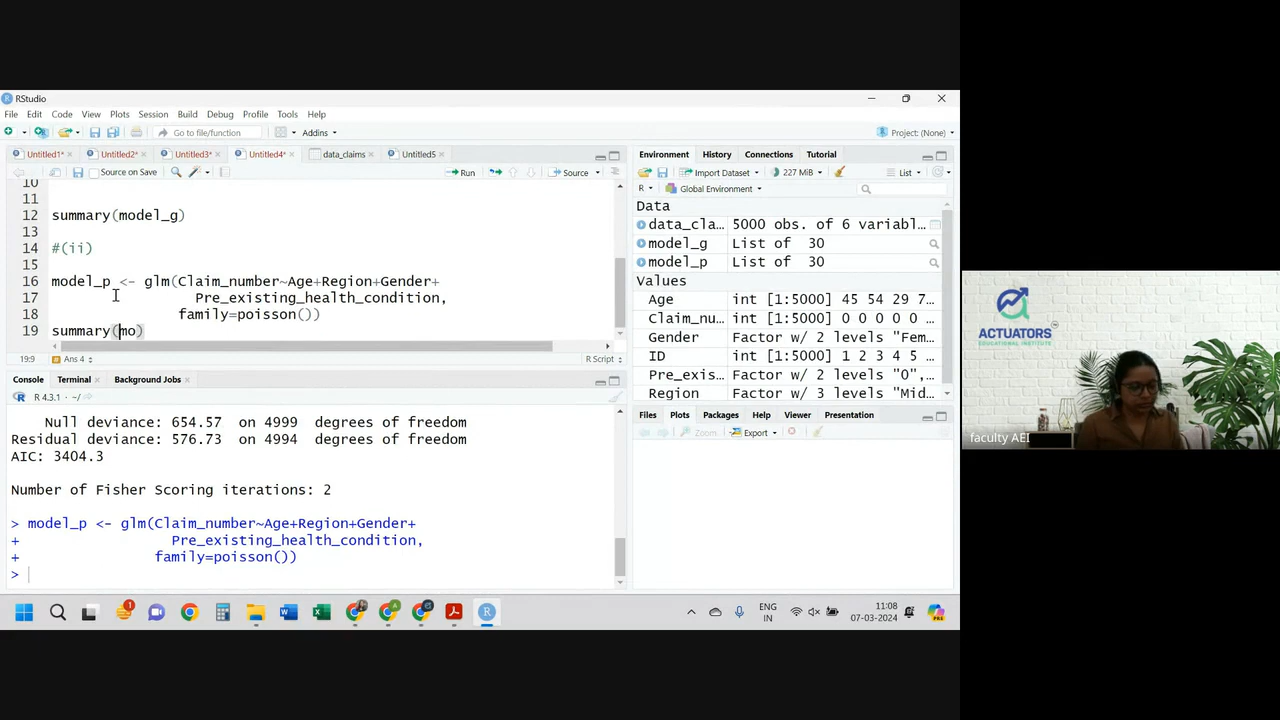 RStudio
File Edit Code View Plots Session Build Debug Profile Tools Help
Go to file/function Addins Project: (None)
Untitled1* Untitled2* Untitled3* Untitled4* data_claims Untitled5
Source on Save Run Source
10
11
12 summary(model_g)
13
14 #(ii)
15
16 model_p <- glm(Claim_number~Age+Region+Gender+
17 Pre_existing_health_condition,
18 family=poisson())
19 summary(mo)
19:9 Ans 4 R Script
Console Terminal Background Jobs
R 4.3.1 · ~/
Null deviance: 654.57 on 4999 degrees of freedom
Residual deviance: 576.73 on 4994 degrees of freedom
AIC: 3404.3
Number of Fisher Scoring iterations: 2
> model_p <- glm(Claim_number~Age+Region+Gender+
+ Pre_existing_health_condition,
+ family=poisson())
>
Environment History Connections Tutorial
Import Dataset 227 MiB List
R Global Environment
Data
data_cla… 5000 obs. of 6 variabl…
model_g List of 30
model_p List of 30
Values
Age int [1:5000] 45 54 29 7…
Claim_nu… int [1:5000] 0 0 0 0 0 …
Gender Factor w/ 2 levels "Fem…
ID int [1:5000] 1 2 3 4 5 …
Pre_exis… Factor w/ 2 levels "0",…
Region Factor w/ 3 levels "Mid…
Files Plots Packages Help Viewer Presentation
Zoom Export
ACTUATORS
EDUCATIONAL INSTITUTE
faculty AEI
1
ENG
IN
11:08
07-03-2024